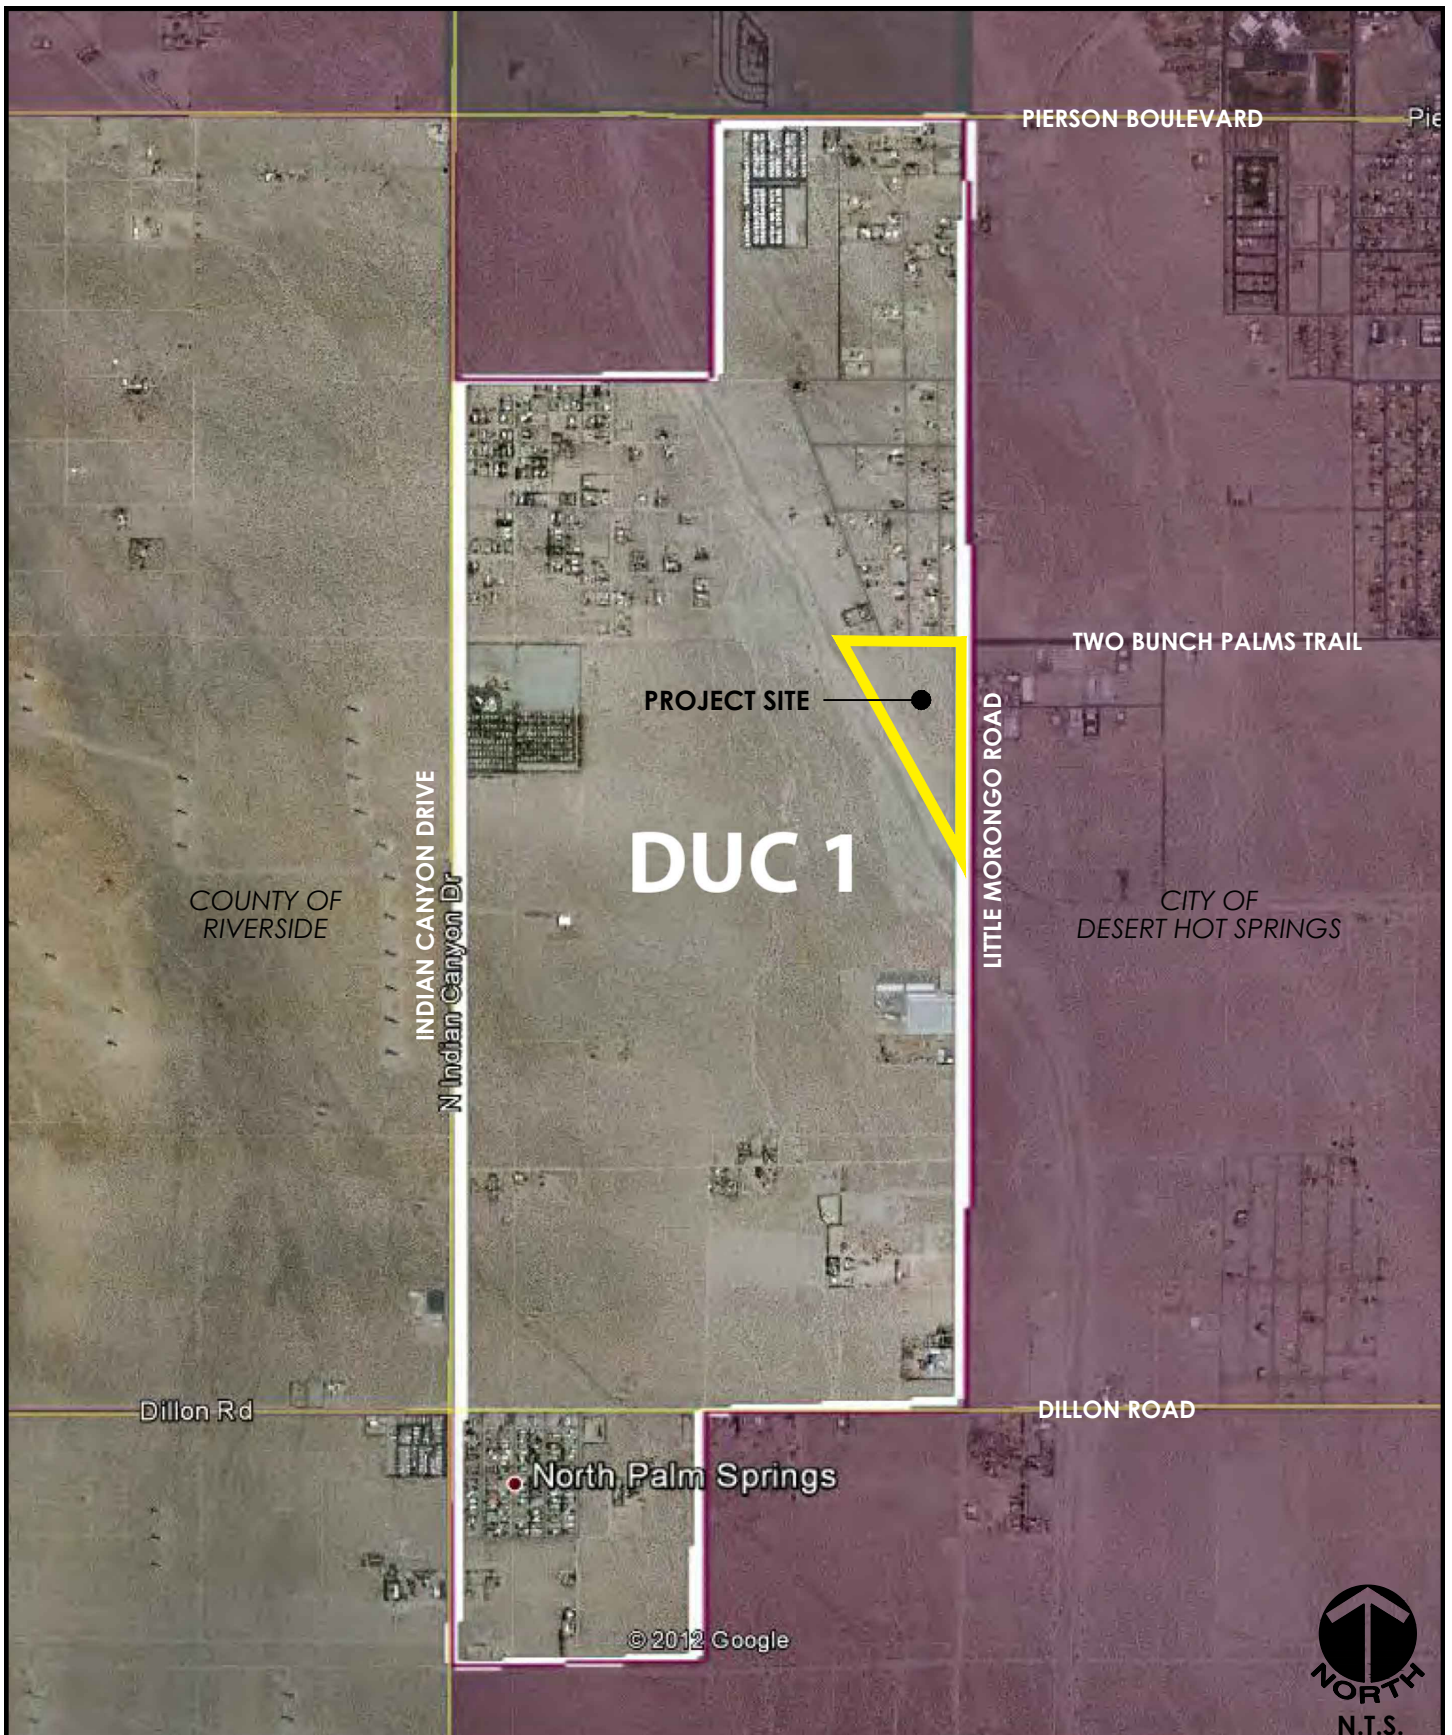 PIERSON BOULEVARD
Pie
TWO BUNCH PALMS TRAIL
PROJECT SITE
LITTLE MORONGO ROAD
INDIAN CANYON DRIVE
N Indian Canyon Dr
DUC 1
COUNTY OF
RIVERSIDE
CITY OF
DESERT HOT SPRINGS
Dillon Rd
DILLON ROAD
North Palm Springs
© 2012 Google
NORTH
N.T.S.